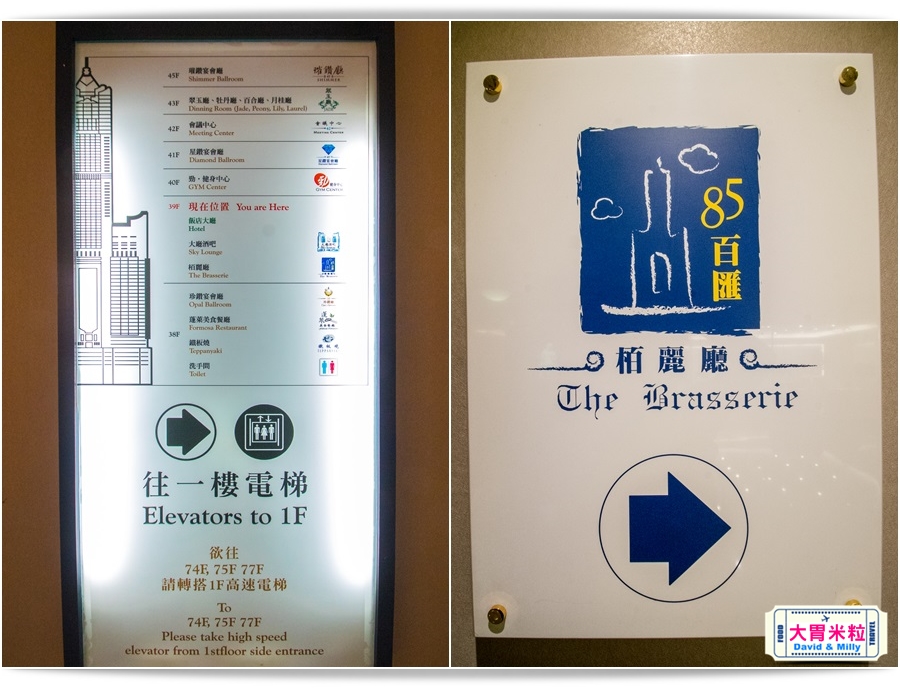 45F 璀鑽宴會廳
Shimmer Ballroom
43F 翠玉廳、牡丹廳、百合廳、月桂廳
Dinning Room (Jade, Peony, Lily, Laurel)
42F 會議中心
Meeting Center
會議中心
Meeting Center
41F 星鑽宴會廳
Diamond Ballroom
40F 勁・健身中心
GYM Center
39F 現在位置 You are Here
飯店大廳
Hotel
大廳酒吧
Sky Lounge
栢麗廳
The Brasserie
38F
珍鑽宴會廳
Opal Ballroom
蓬萊美食餐廳
Formosa Restaurant
鐵板燒
Teppanyaki
洗手間
Toilet
往一樓電梯
Elevators to 1F
欲往
74F, 75F 77F
請轉搭1F高速電梯
To
74F, 75F 77F
Please take high speed
elevator from 1stfloor side entrance
85
百匯
栢麗廳
The Brasserie
FOOD
大胃米粒
David & Milly
TRAVEL